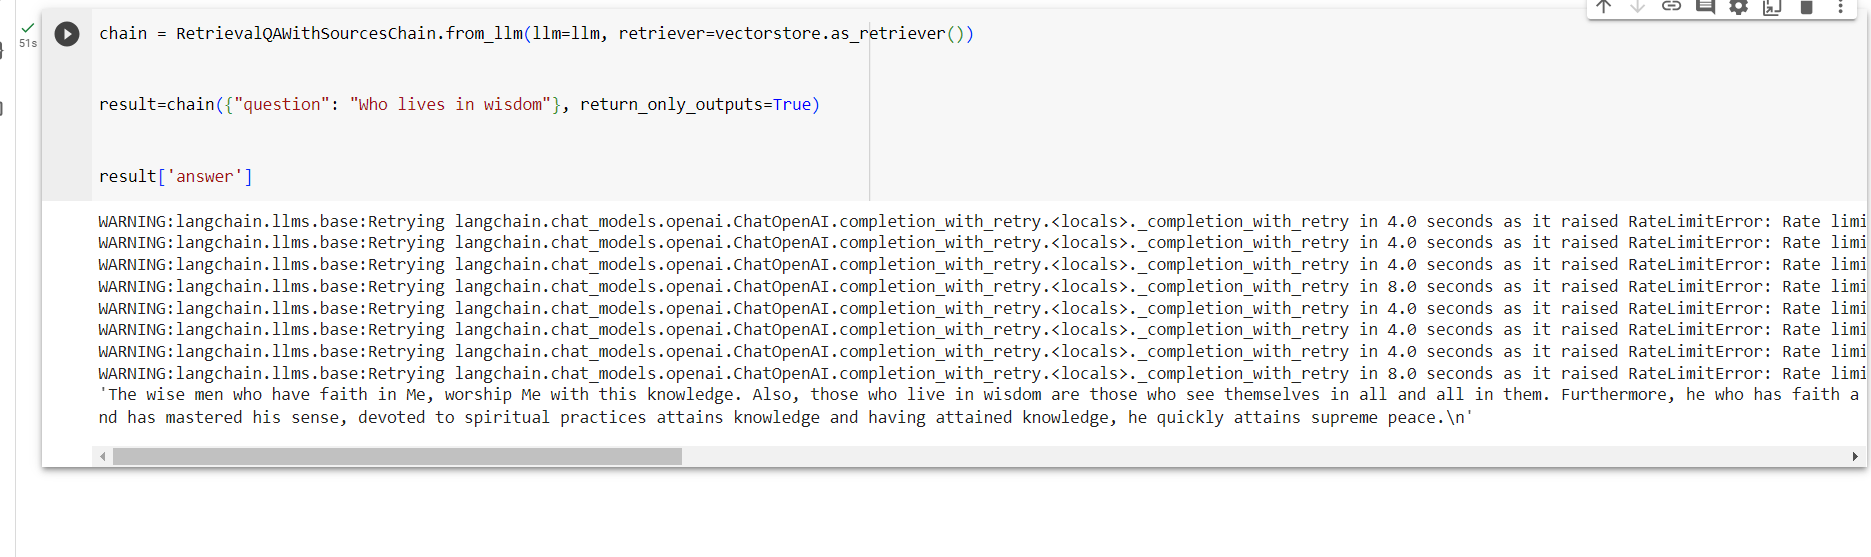 51s
chain = RetrievalQAWithSourcesChain.from_llm(llm=llm, retriever=vectorstore.as_retriever())
result=chain({"question": "Who lives in wisdom"}, return_only_outputs=True)
result['answer']
WARNING:langchain.llms.base:Retrying langchain.chat_models.openai.ChatOpenAI.completion_with_retry.<locals>._completion_with_retry in 4.0 seconds as it raised RateLimitError: Rate limi
WARNING:langchain.llms.base:Retrying langchain.chat_models.openai.ChatOpenAI.completion_with_retry.<locals>._completion_with_retry in 4.0 seconds as it raised RateLimitError: Rate limi
WARNING:langchain.llms.base:Retrying langchain.chat_models.openai.ChatOpenAI.completion_with_retry.<locals>._completion_with_retry in 4.0 seconds as it raised RateLimitError: Rate limi
WARNING:langchain.llms.base:Retrying langchain.chat_models.openai.ChatOpenAI.completion_with_retry.<locals>._completion_with_retry in 8.0 seconds as it raised RateLimitError: Rate limi
WARNING:langchain.llms.base:Retrying langchain.chat_models.openai.ChatOpenAI.completion_with_retry.<locals>._completion_with_retry in 4.0 seconds as it raised RateLimitError: Rate limi
WARNING:langchain.llms.base:Retrying langchain.chat_models.openai.ChatOpenAI.completion_with_retry.<locals>._completion_with_retry in 4.0 seconds as it raised RateLimitError: Rate limi
WARNING:langchain.llms.base:Retrying langchain.chat_models.openai.ChatOpenAI.completion_with_retry.<locals>._completion_with_retry in 4.0 seconds as it raised RateLimitError: Rate limi
WARNING:langchain.llms.base:Retrying langchain.chat_models.openai.ChatOpenAI.completion_with_retry.<locals>._completion_with_retry in 8.0 seconds as it raised RateLimitError: Rate limi
'The wise men who have faith in Me, worship Me with this knowledge. Also, those who live in wisdom are those who see themselves in all and all in them. Furthermore, he who has faith a
nd has mastered his sense, devoted to spiritual practices attains knowledge and having attained knowledge, he quickly attains supreme peace.\n'